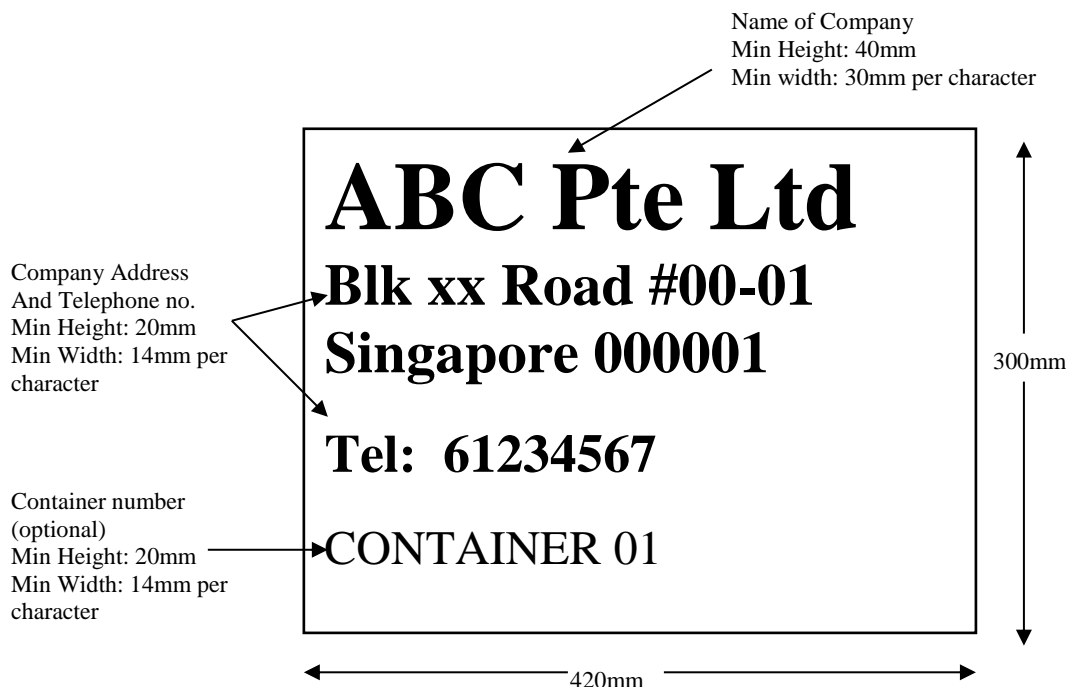 Name of Company
Min Height: 40mm
Min width: 30mm per character
ABC Pte Ltd
Blk xx Road #00-01
Singapore 000001
Tel: 61234567
CONTAINER 01
Company Address
And Telephone no.
Min Height: 20mm
Min Width: 14mm per
character
Container number
(optional)
Min Height: 20mm
Min Width: 14mm per
character
300mm
420mm